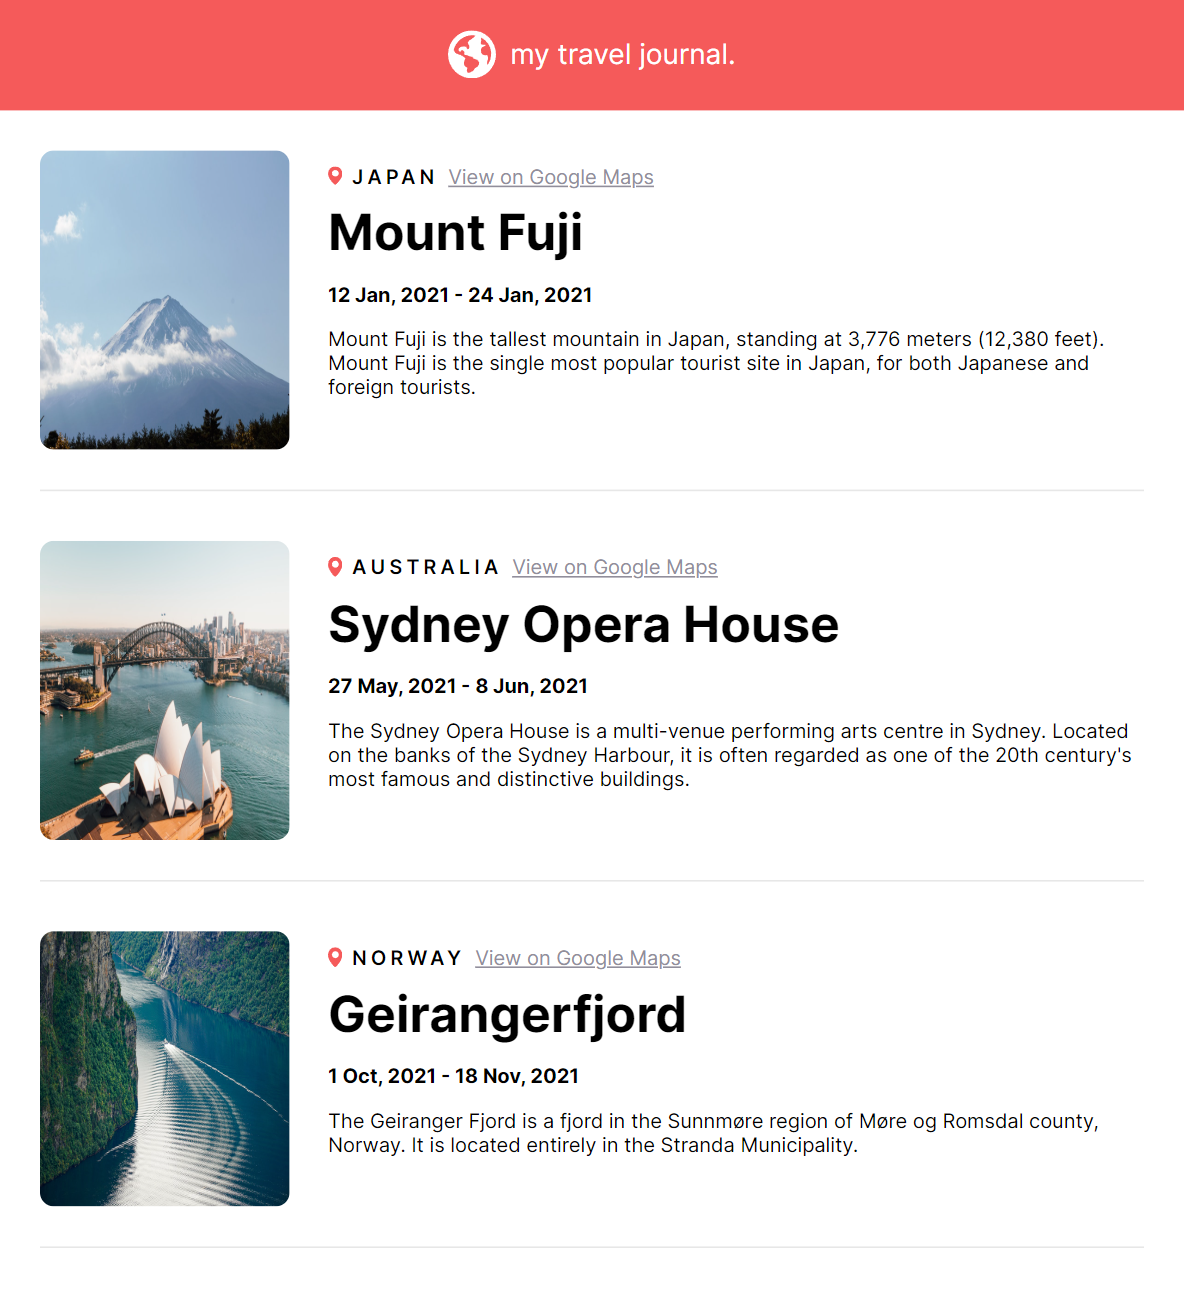 my travel journal.
JAPAN View on Google Maps
Mount Fuji
12 Jan, 2021 - 24 Jan, 2021
Mount Fuji is the tallest mountain in Japan, standing at 3,776 meters (12,380 feet).
Mount Fuji is the single most popular tourist site in Japan, for both Japanese and
foreign tourists.
AUSTRALIA View on Google Maps
Sydney Opera House
27 May, 2021 - 8 Jun, 2021
The Sydney Opera House is a multi-venue performing arts centre in Sydney. Located
on the banks of the Sydney Harbour, it is often regarded as one of the 20th century's
most famous and distinctive buildings.
NORWAY View on Google Maps
Geirangerfjord
1 Oct, 2021 - 18 Nov, 2021
The Geiranger Fjord is a fjord in the Sunnmøre region of Møre og Romsdal county,
Norway. It is located entirely in the Stranda Municipality.